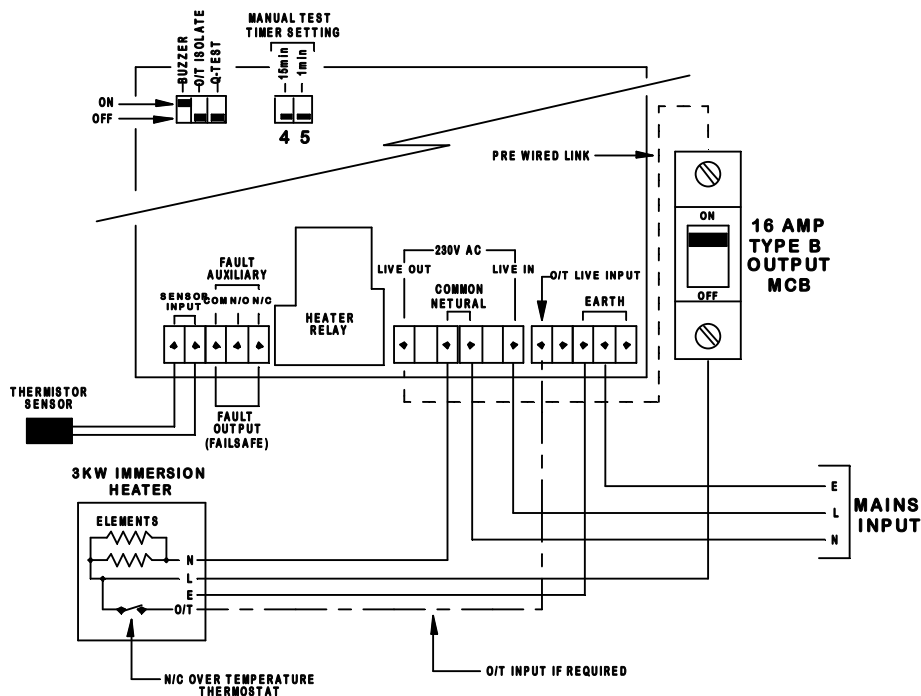 MANUAL TEST
TIMER SETTING
BUZZER
O/T ISOLATE
Q-TEST
15min
1min
ON
OFF
4 5
PRE WIRED LINK
ON
OFF
16 AMP
TYPE B
OUTPUT
MCB
230V AC
LIVE OUT
LIVE IN
O/T LIVE INPUT
FAULT
AUXILIARY
COMMON
NETURAL
EARTH
SENSOR
INPUT
COM N/O N/C
HEATER
RELAY
THERMISTOR
SENSOR
FAULT
OUTPUT
(FAILSAFE)
3KW IMMERSION
HEATER
ELEMENTS
N
L
E
O/T
E
L
N
MAINS
INPUT
N/C OVER TEMPERATURE
THERMOSTAT
O/T INPUT IF REQUIRED